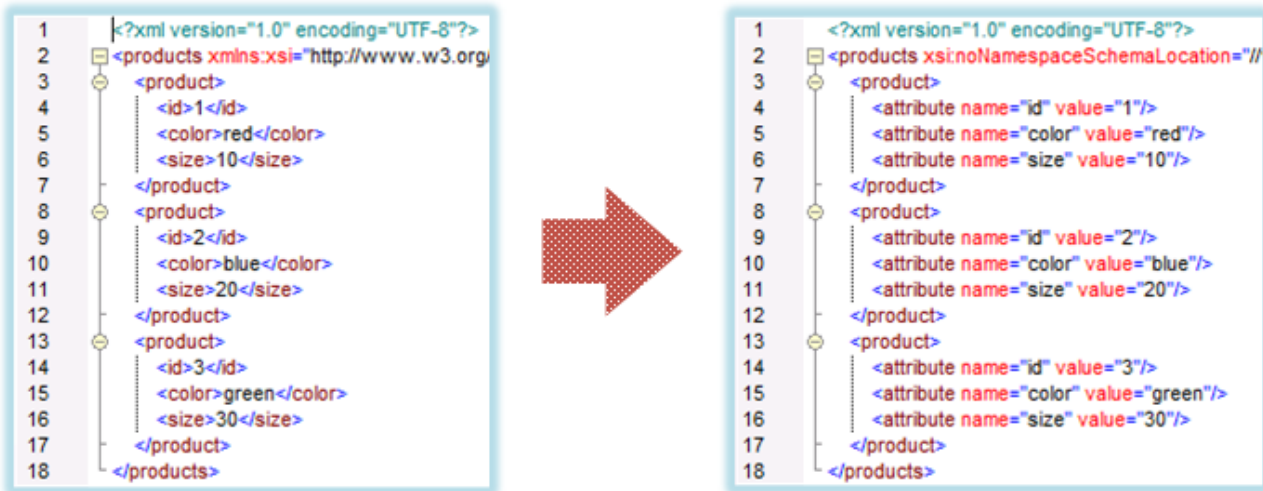 1 <?xml version="1.0" encoding="UTF-8"?>
2 <products xmlns:xsi="http://www.w3.org/
3 <product>
4 <id>1</id>
5 <color>red</color>
6 <size>10</size>
7 </product>
8 <product>
9 <id>2</id>
10 <color>blue</color>
11 <size>20</size>
12 </product>
13 <product>
14 <id>3</id>
15 <color>green</color>
16 <size>30</size>
17 </product>
18 </products>
1 <?xml version="1.0" encoding="UTF-8"?>
2 <products xsi:noNamespaceSchemaLocation="//
3 <product>
4 <attribute name="id" value="1"/>
5 <attribute name="color" value="red"/>
6 <attribute name="size" value="10"/>
7 </product>
8 <product>
9 <attribute name="id" value="2"/>
10 <attribute name="color" value="blue"/>
11 <attribute name="size" value="20"/>
12 </product>
13 <product>
14 <attribute name="id" value="3"/>
15 <attribute name="color" value="green"/>
16 <attribute name="size" value="30"/>
17 </product>
18 </products>